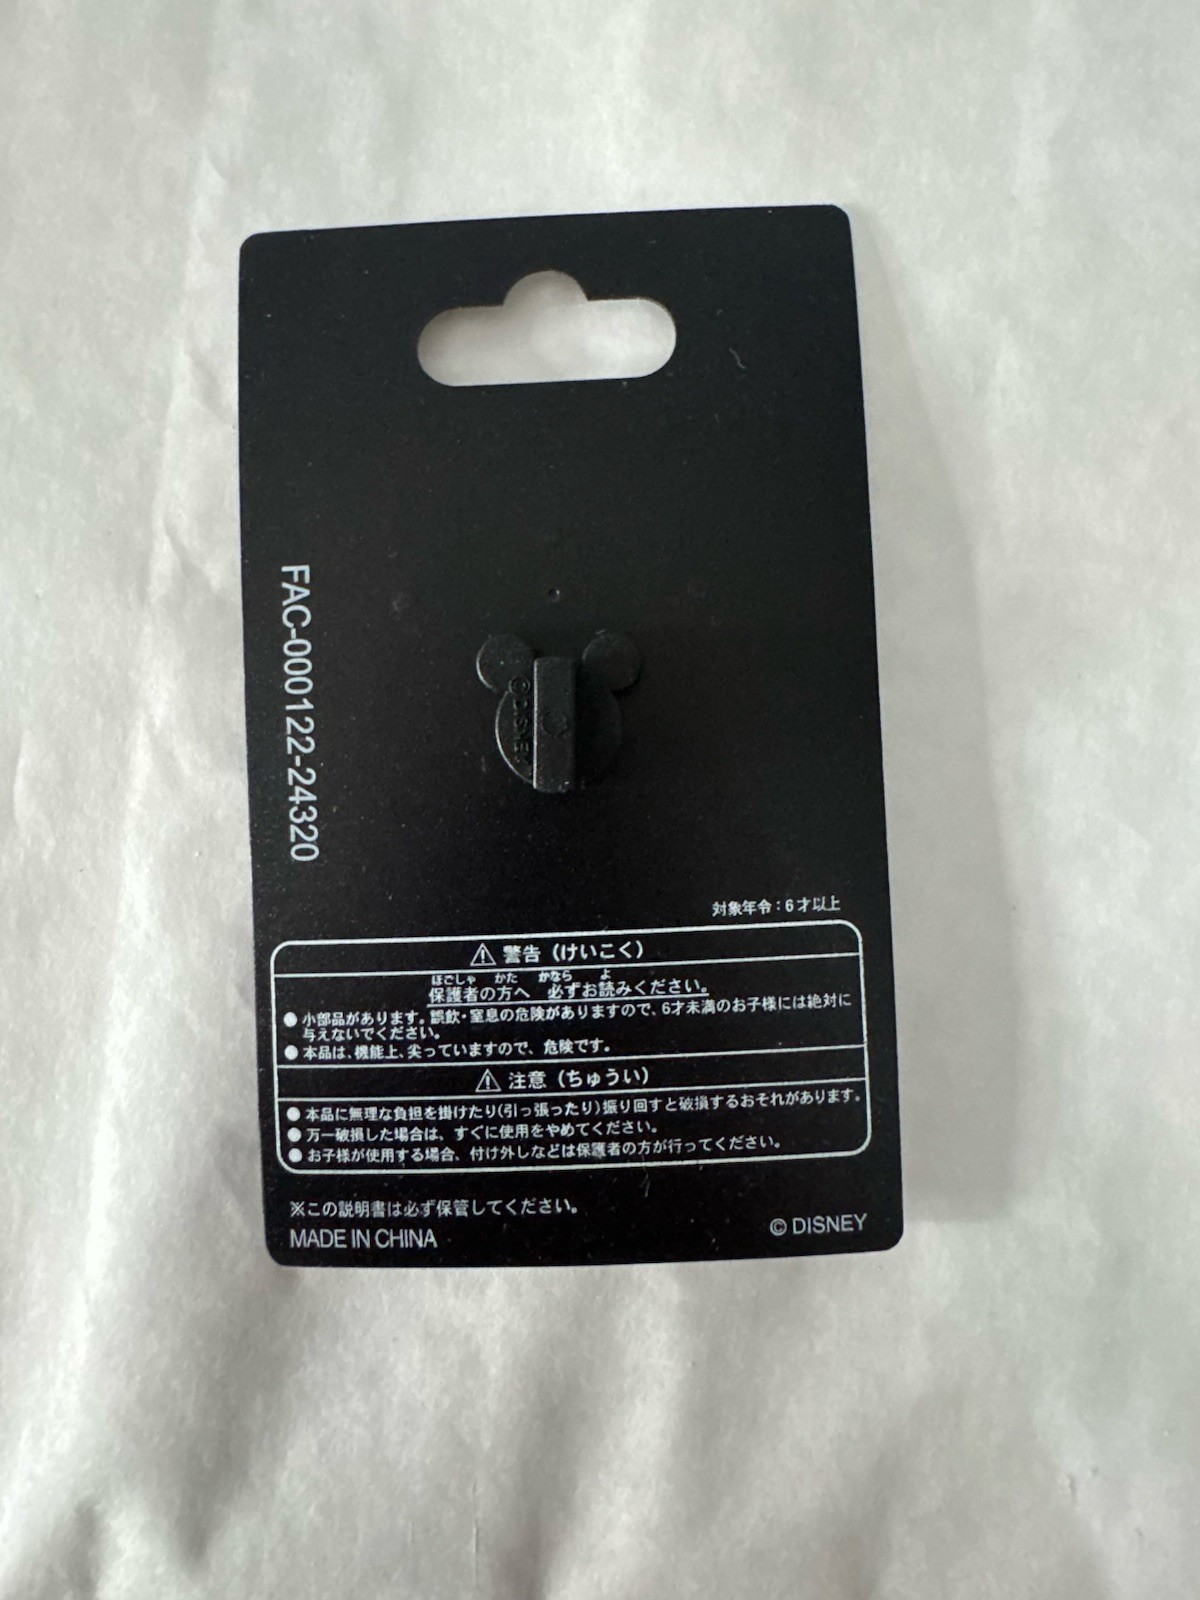 FAC-000122-24320
© DISNEY
対象年令：6才以上
⚠ 警告（けいこく）
ほごしゃ かた かなら よ
保護者の方へ 必ずお読みください。
●小部品があります。誤飲・窒息の危険がありますので、6才未満のお子様には絶対に
与えないでください。
●本品は、機能上、尖っていますので、危険です。
⚠ 注意（ちゅうい）
●本品に無理な負担を掛けたり（引っ張ったり）振り回すと破損するおそれがあります。
●万一破損した場合は、すぐに使用をやめてください。
●お子様が使用する場合、付け外しなどは保護者の方が行ってください。
※この説明書は必ず保管してください。
MADE IN CHINA
© DISNEY